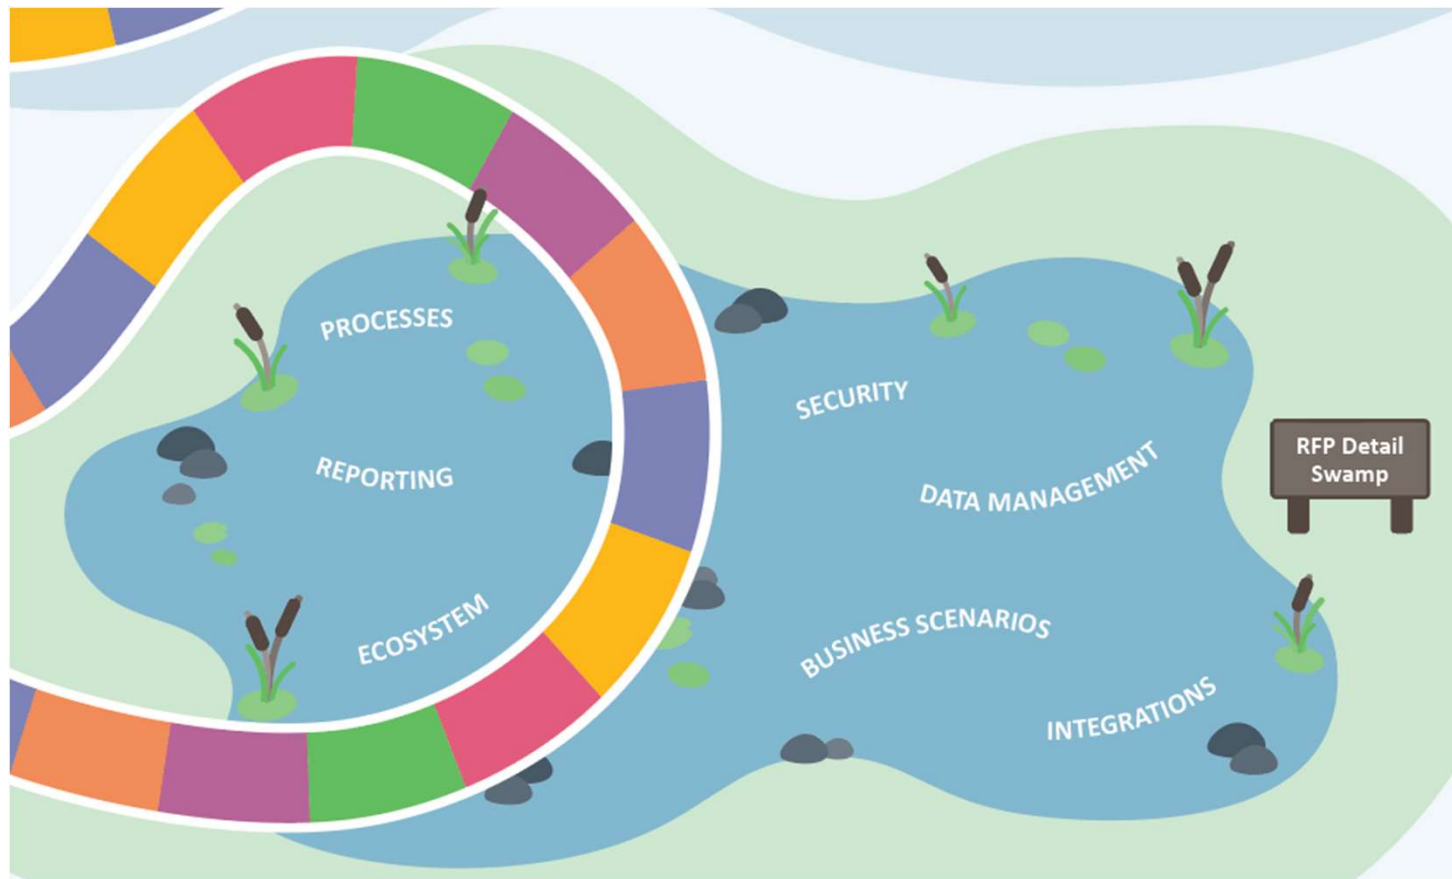 PROCESSES
REPORTING
ECOSYSTEM
SECURITY
DATA MANAGEMENT
BUSINESS SCENARIOS
INTEGRATIONS
RFP Detail
Swamp